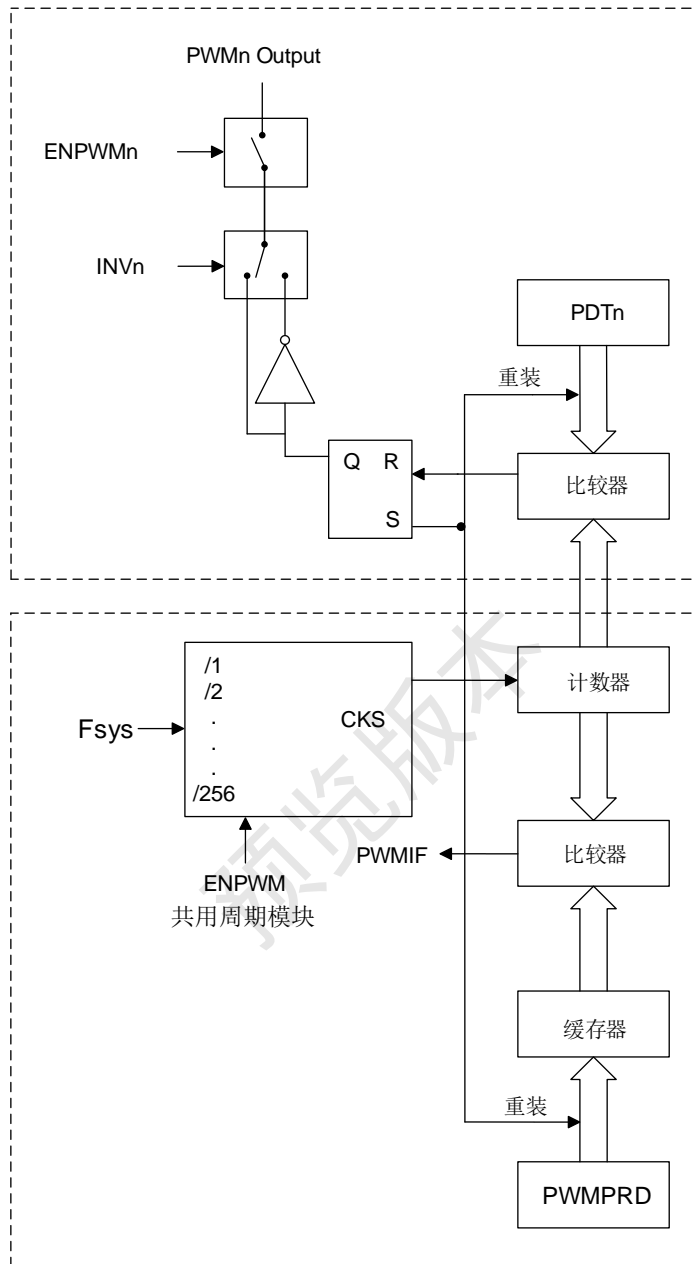 PWMn Output
ENPWMn
INVn
PDTn
重装
Q R
S
比较器
/1
/2
.
.
.
/256
CKS
Fsys
计数器
PWMIF
比较器
ENPWM
共用周期模块
缓存器
重装
PWMPRD
预览版本